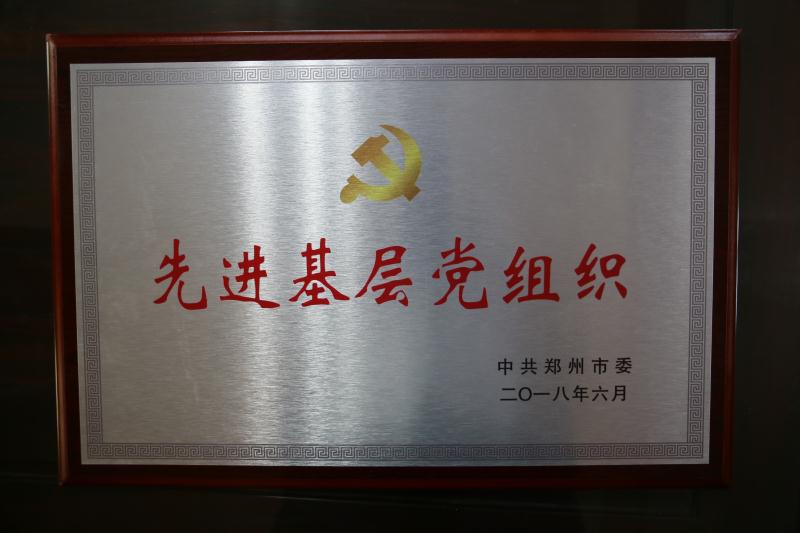 先进基层党组织
中共郑州市委
二〇一八年六月